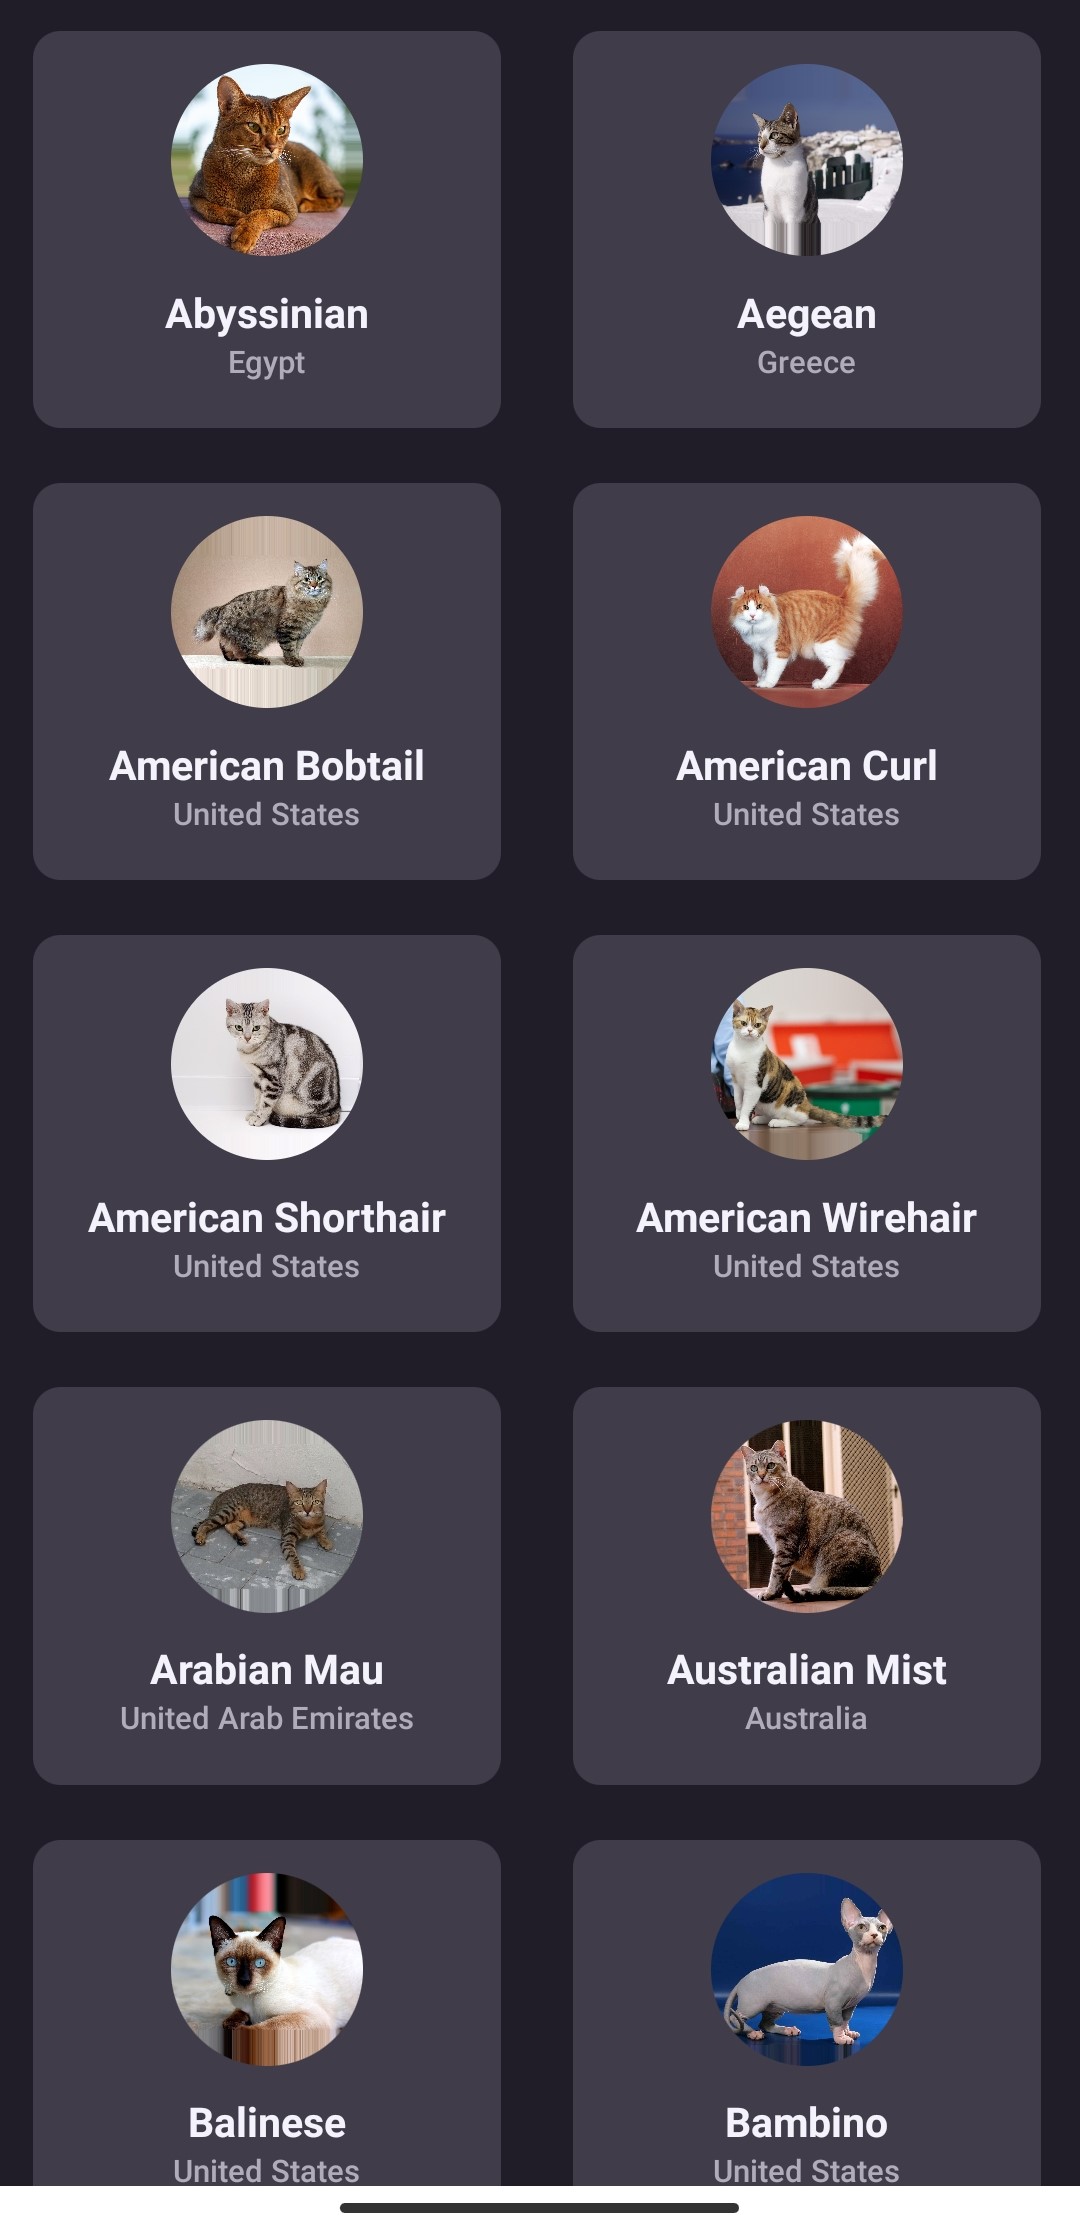 Abyssinian
Egypt
Aegean
Greece
American Bobtail
United States
American Curl
United States
American Shorthair
United States
American Wirehair
United States
Arabian Mau
United Arab Emirates
Australian Mist
Australia
Balinese
United States
Bambino
United States